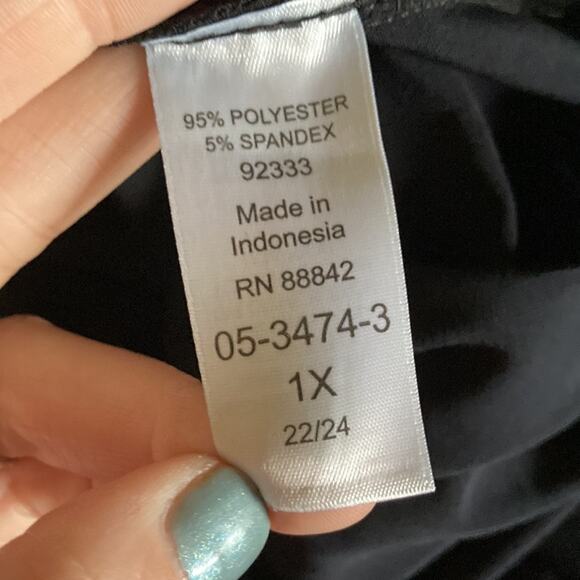 95% POLYESTER
5% SPANDEX
92333
Made in
Indonesia
RN 88842
05-3474-3
1X
22/24